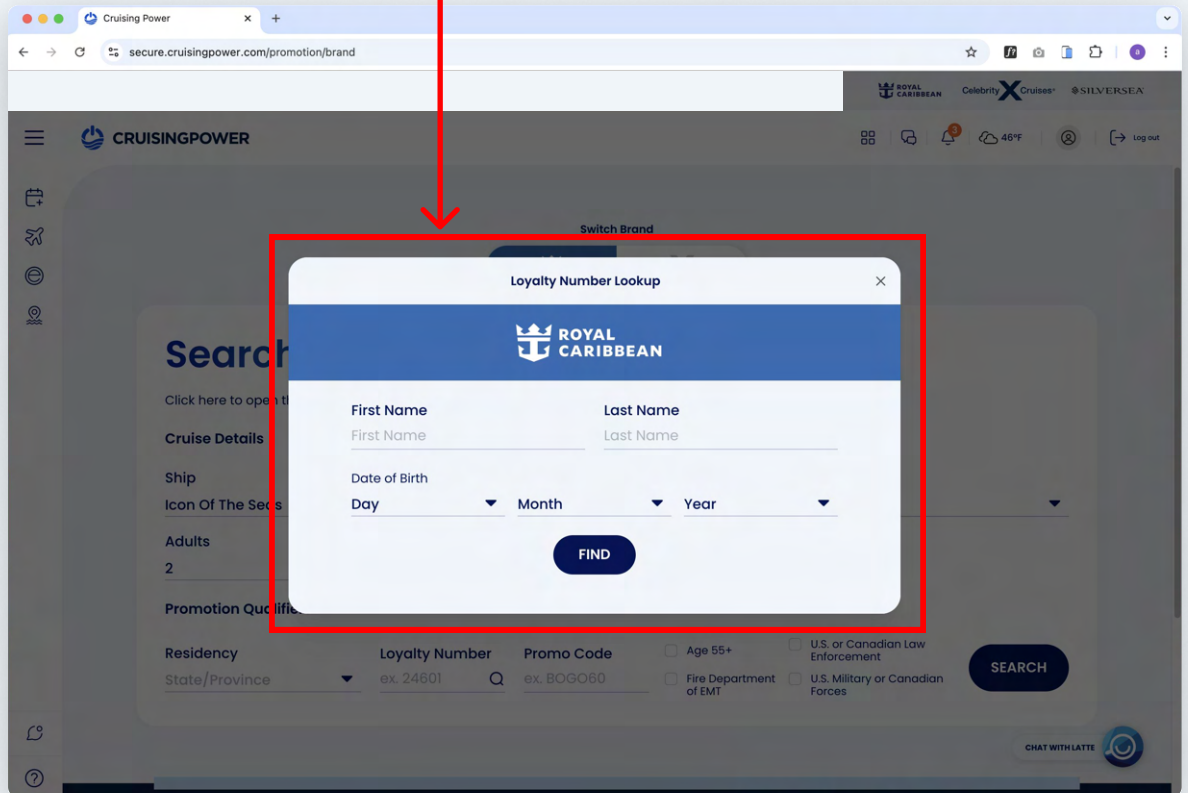 Cruising Power
secure.cruisingpower.com/promotion/brand
a
ROYAL
CARIBBEAN
Celebrity X Cruises
SILVERSEA
CRUISINGPOWER
3
46°F
Log out
Switch Brand
Loyalty Number Lookup
ROYAL
CARIBBEAN
Search
Click here to open
First Name
Last Name
First Name
Last Name
Cruise Details
Date of Birth
Day
Month
Year
Ship
Icon Of The Seas
Adults
2
FIND
Promotion
Residency
State/Province
Loyalty Number
ex. 24601
Promo Code
ex. BOGO60
Age 55+
Fire Department
of EMT
U.S. or Canadian Law
Enforcement
U.S. Military or Canadian
Forces
SEARCH
CHAT WITH LATTE